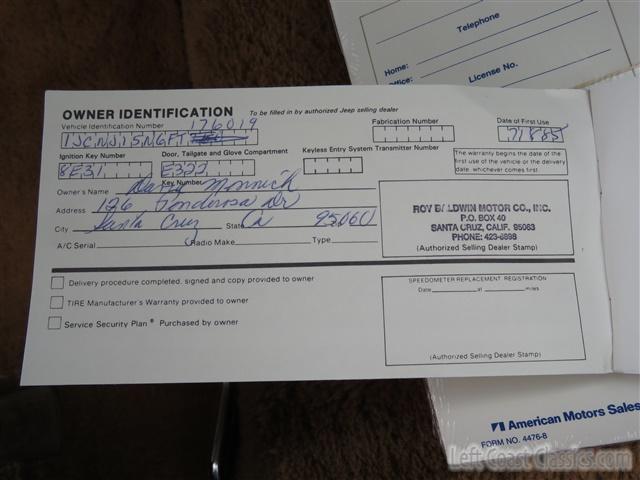 Telephone
Home:
Office:
License No.
OWNER IDENTIFICATION To be filled in by authorized Jeep selling dealer
Vehicle Identification Number 176019 Fabrication Number Date of First Use
1JCNJ15N6FT 71885
Ignition Key Number Door, Tailgate and Glove Compartment Keyless Entry System Transmitter Number
8E31 E322
Key Number
The warranty begins the date of the
first use of the vehicle or the delivery
date, whichever comes first.
Owner's Name Monnich
Address 126 Ponderosa Dr
City Santa Cruz State Ca 95060
A/C Serial Radio Make Type
ROY BALDWIN MOTOR CO., INC.
P.O. BOX 40
SANTA CRUZ, CALIF. 95063
PHONE: 423-6898
(Authorized Selling Dealer Stamp)
Delivery procedure completed, signed and copy provided to owner
TIRE Manufacturer's Warranty provided to owner
Service Security Plan® Purchased by owner
SPEEDOMETER REPLACEMENT REGISTRATION
Date at miles
(Authorized Selling Dealer Stamp)
American Motors Sales
FORM NO. 4476-8
Left Coast Classics.com